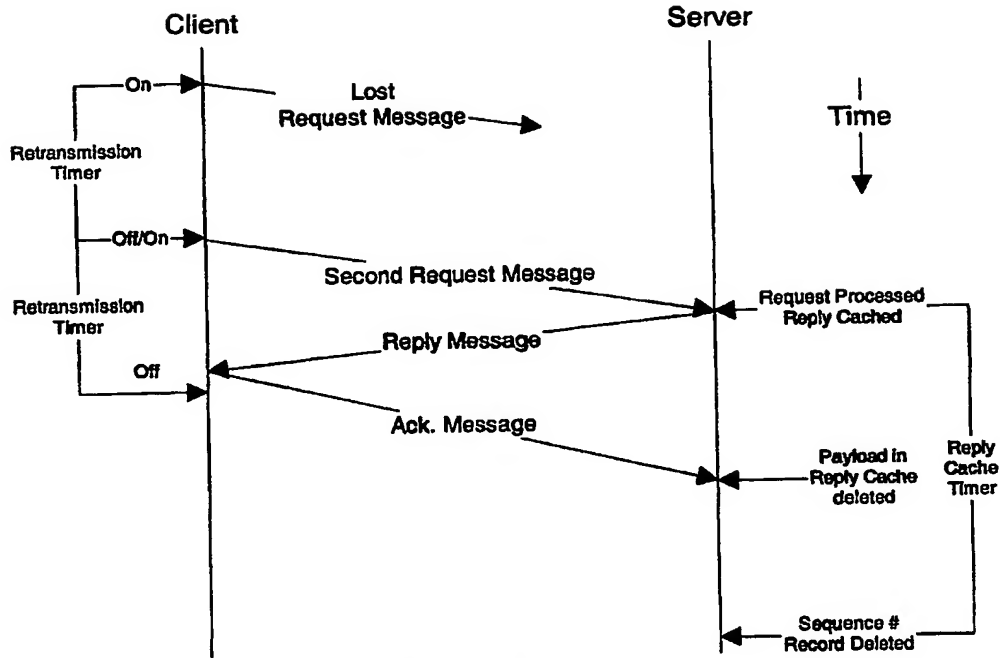 Client
Server
On
Lost
Request Message
Time
Retransmission
Timer
Off/On
Second Request Message
Retransmission
Timer
Request Processed
Reply Cached
Reply Message
Off
Ack. Message
Payload in
Reply Cache
deleted
Reply
Cache
Timer
Sequence #
Record Deleted